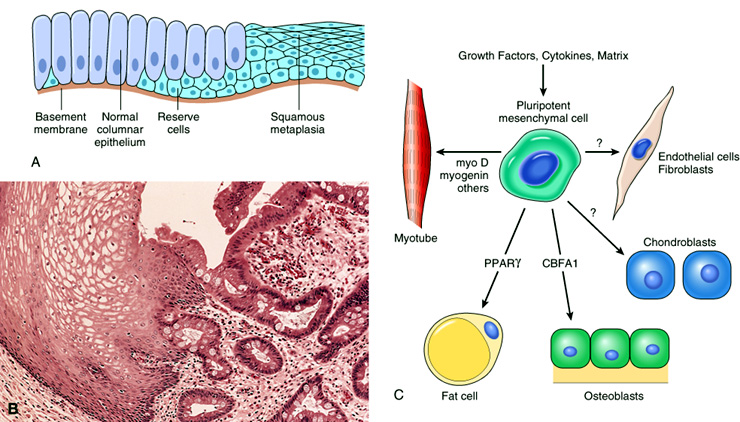 Basement
membrane
Normal
columnar
epithelium
Reserve
cells
Squamous
metaplasia
A
B
Growth Factors, Cytokines, Matrix
Pluripotent
mesenchymal cell
myo D
myogenin
others
Myotube
?
Endothelial cells
Fibroblasts
?
Chondroblasts
PPARγ
CBFA1
Fat cell
Osteoblasts
C